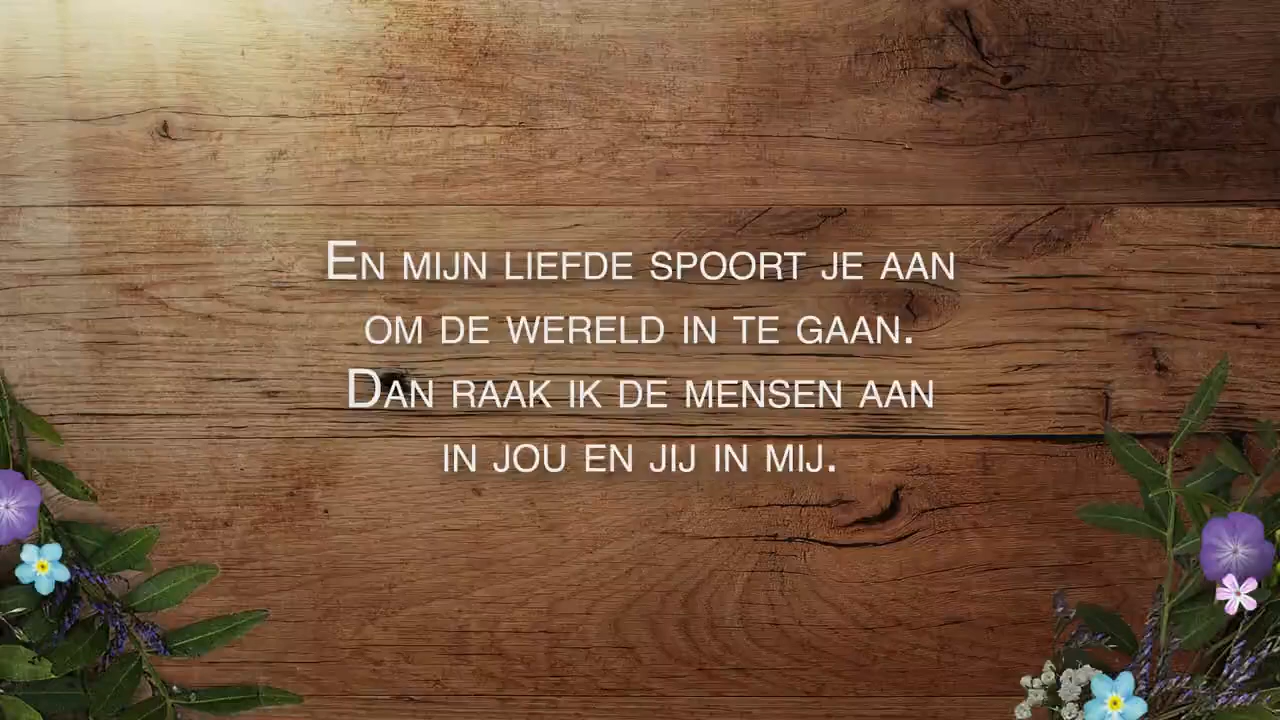 En mijn liefde spoort je aan
om de wereld in te gaan.
Dan raak ik de mensen aan
in jou en jij in mij.